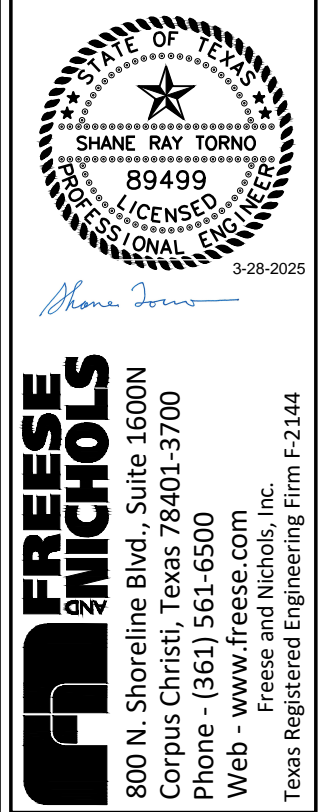 STATE OF TEXAS
SHANE RAY TORNO
89499
LICENSED
PROFESSIONAL ENGINEER
3-28-2025
Shane Torno
FREESE
AND NICHOLS
800 N. Shoreline Blvd., Suite 1600N
Corpus Christi, Texas 78401-3700
Phone - (361) 561-6500
Web - www.freese.com
Freese and Nichols, Inc.
Texas Registered Engineering Firm F-2144